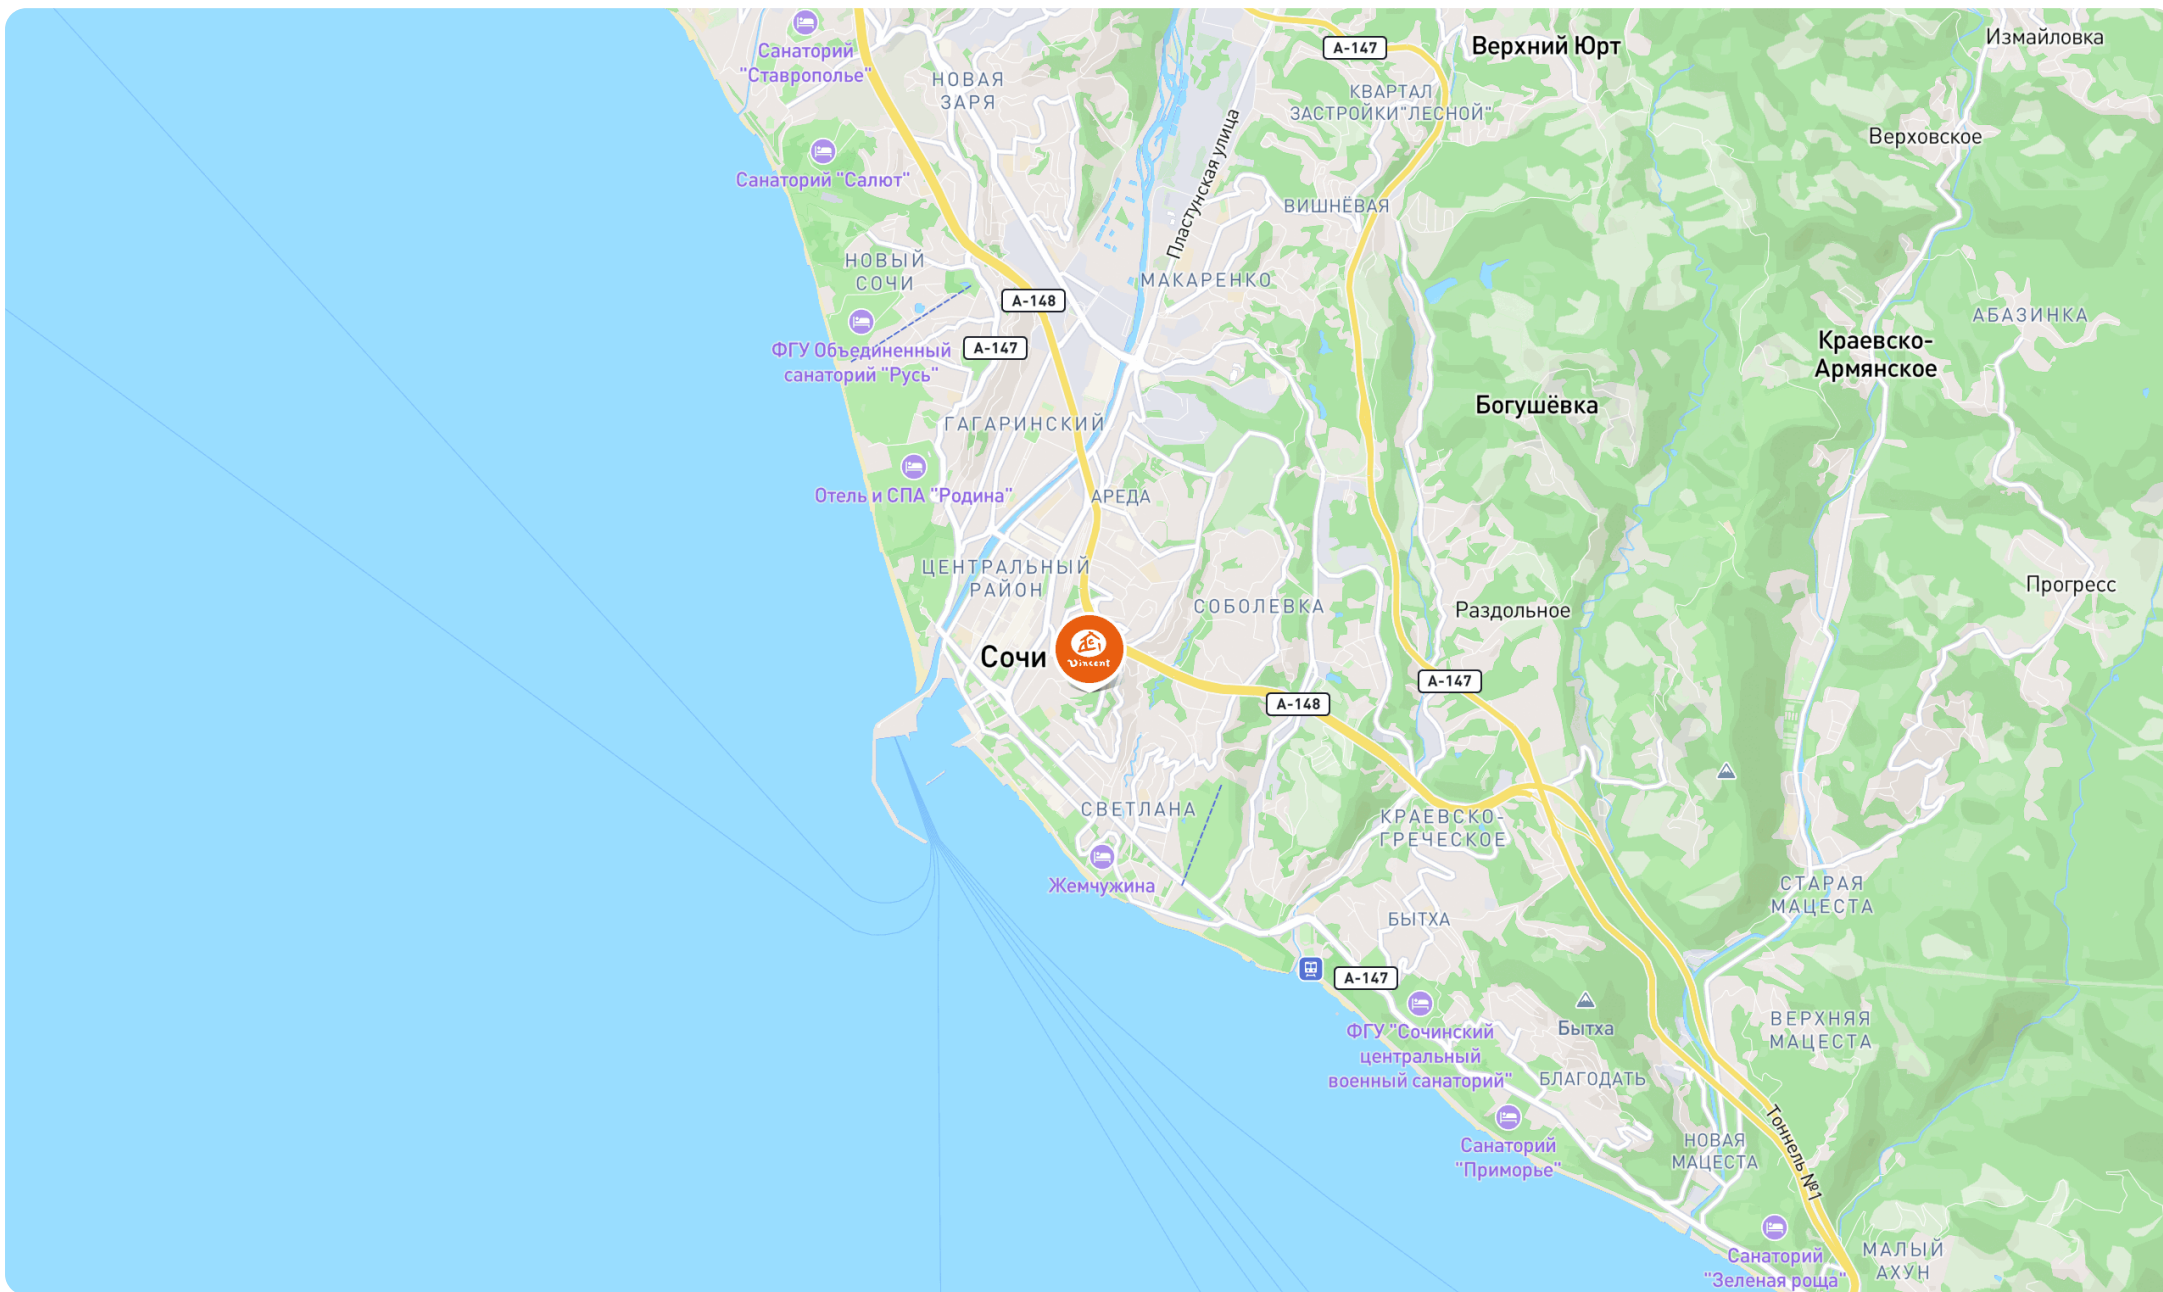 Санаторий
"Ставрополье"
НОВАЯ
ЗАРЯ
А-147
Верхний Юрт
Измайловка
КВАРТАЛ
ЗАСТРОЙКИ"ЛЕСНОЙ"
Верховское
Санаторий "Салют"
Пластунская улица
ВИШНЁВАЯ
НОВЫЙ
СОЧИ
МАКАРЕНКО
А-148
АБАЗИНКА
А-147
ФГУ Объединенный
санаторий "Русь"
Краевско-
Армянское
Богушёвка
ГАГАРИНСКИЙ
Отель и СПА "Родина"
АРЕДА
ЦЕНТРАЛЬНЫЙ
РАЙОН
Прогресс
СОБОЛЕВКА
Раздольное
Сочи
Vincent
А-147
А-148
СВЕТЛАНА
КРАЕВСКО-
ГРЕЧЕСКОЕ
Жемчужина
СТАРАЯ
МАЦЕСТА
БЫТХА
А-147
ФГУ "Сочинский
центральный
военный санаторий"
Бытха
ВЕРХНЯЯ
МАЦЕСТА
БЛАГОДАТЬ
Тоннель №1
Санаторий
"Приморье"
НОВАЯ
МАЦЕСТА
Санаторий
"Зеленая роща"
МАЛЫЙ
АХУН